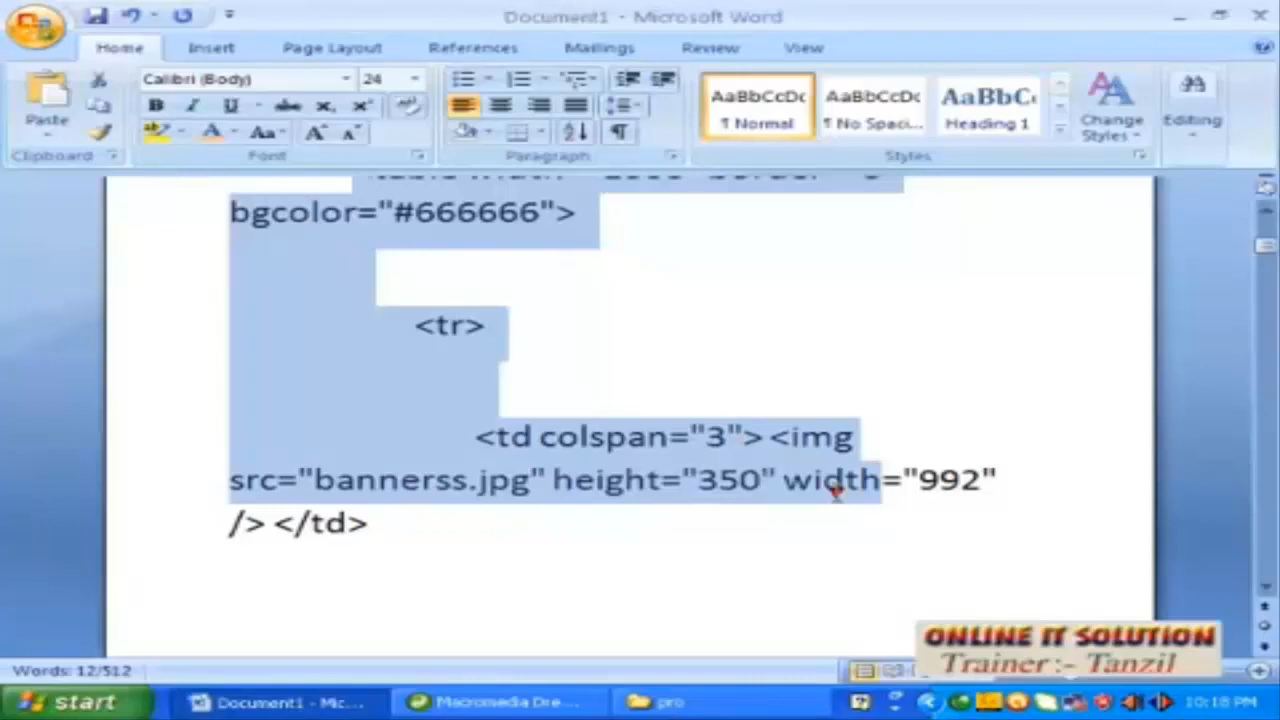 Document1 - Microsoft Word
Home Insert Page Layout References Mailings Review View
Calibri (Body) 24
AaBbCcDc AaBbCcDc AaBbC
Paste
¶ Normal ¶ No Spaci... Heading 1
Change Styles
Editing
Clipboard Font Paragraph Styles
bgcolor="#666666">
<tr>
<td colspan="3"> <img
src="bannerss.jpg" height="350" width="992"
/> </td>
ONLINE IT SOLUTION
Trainer :- Tanzil
Words: 12/512
start Document1 - Mic... Macromedia Dre... pro 10:18 PM